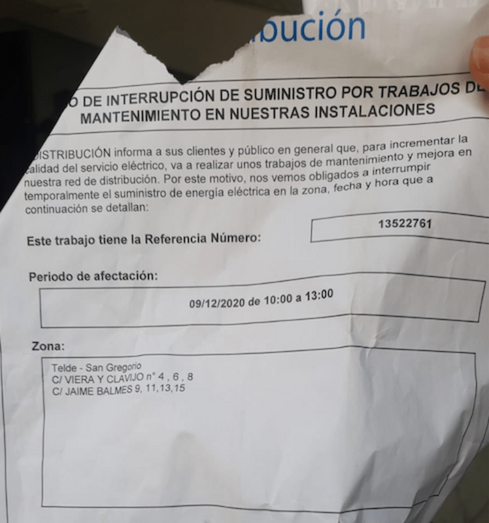 bución
O DE INTERRUPCIÓN DE SUMINISTRO POR TRABAJOS DE
MANTENIMIENTO EN NUESTRAS INSTALACIONES
DISTRIBUCIÓN informa a sus clientes y público en general que, para incrementar la
calidad del servicio eléctrico, va a realizar unos trabajos de mantenimiento y mejora en
nuestra red de distribución. Por este motivo, nos vemos obligados a interrumpir
temporalmente el suministro de energía eléctrica en la zona, fecha y hora que a
continuación se detallan:
Este trabajo tiene la Referencia Número:
13522761
Periodo de afectación:
09/12/2020 de 10:00 a 13:00
Zona:
Telde - San Gregorio
C/ VIERA Y CLAVIJO nº 4 , 6 , 8
C/ JAIME BALMES 9, 11,13,15